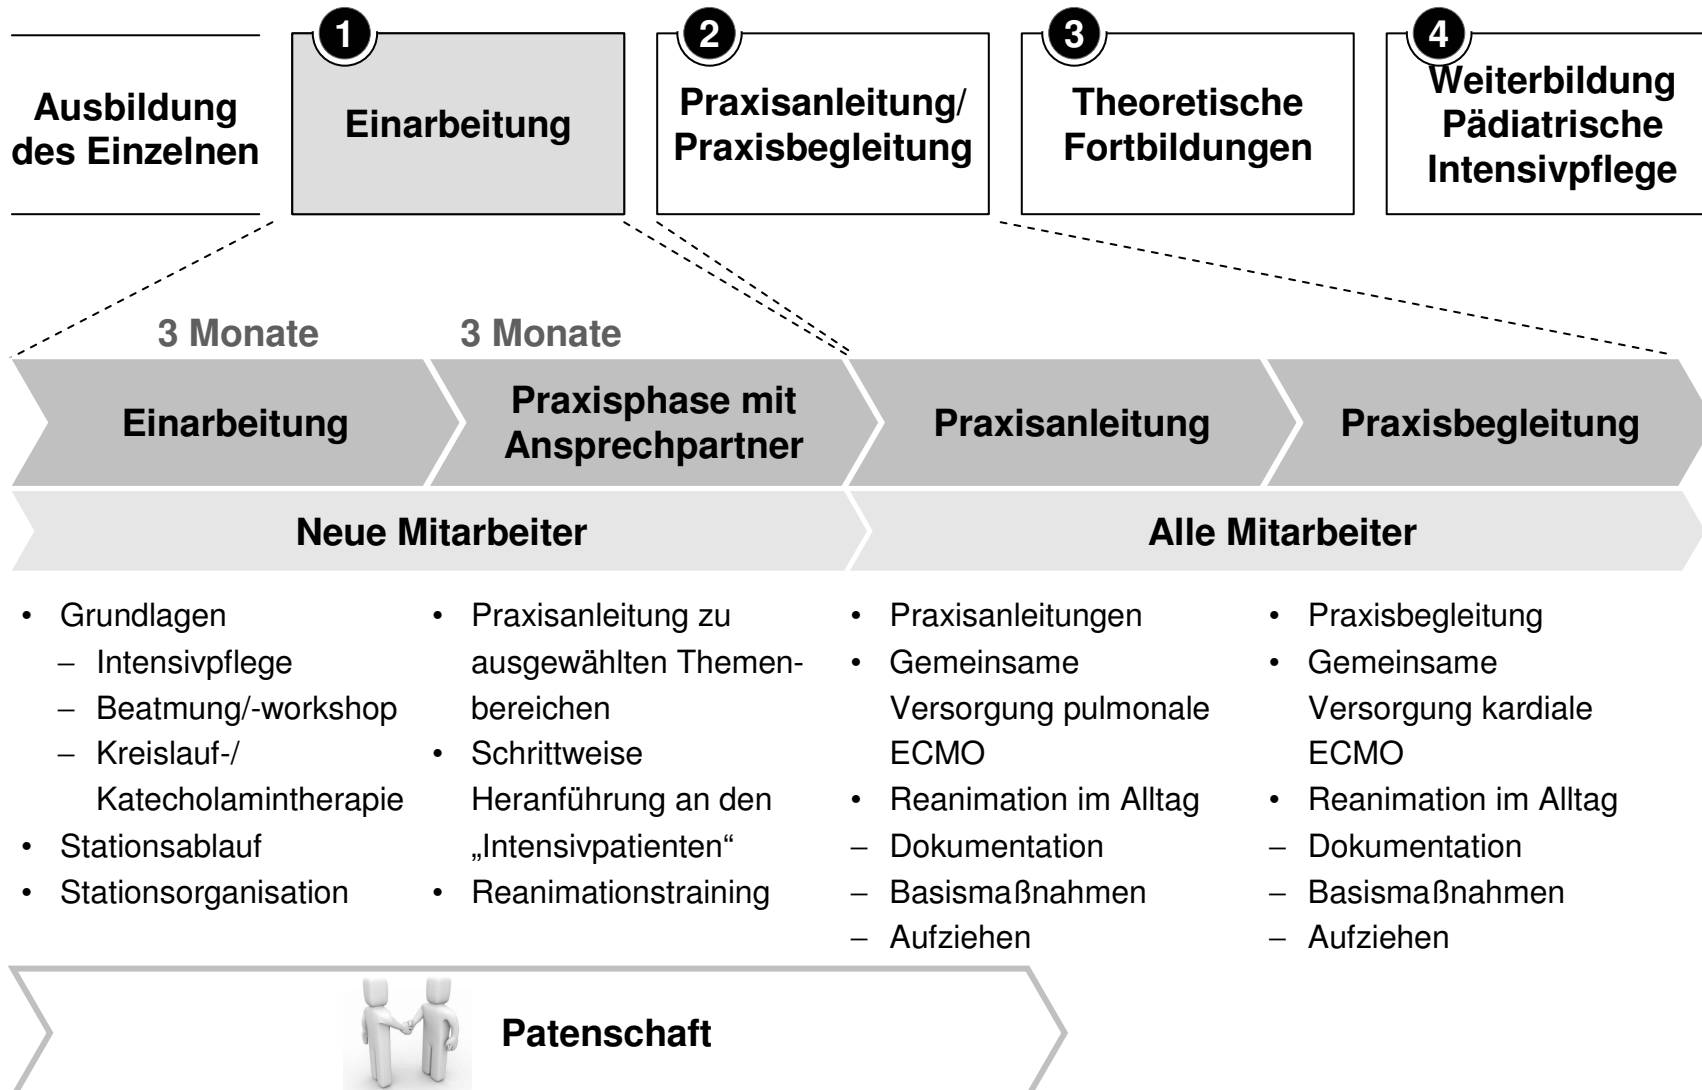 Ausbildung
des Einzelnen
1
Einarbeitung
2
Praxisanleitung/
Praxisbegleitung
3
Theoretische
Fortbildungen
4
Weiterbildung
Pädiatrische
Intensivpflege
3 Monate
3 Monate
Einarbeitung
Praxisphase mit
Ansprechpartner
Praxisanleitung
Praxisbegleitung
Neue Mitarbeiter
Alle Mitarbeiter
• Grundlagen
– Intensivpflege
– Beatmung/-workshop
– Kreislauf-/
Katecholamintherapie
• Stationsablauf
• Stationsorganisation
• Praxisanleitung zu
ausgewählten Themen-
bereichen
• Schrittweise
Heranführung an den
„Intensivpatienten“
• Reanimationstraining
• Praxisanleitungen
• Gemeinsame
Versorgung pulmonale
ECMO
• Reanimation im Alltag
– Dokumentation
– Basismaßnahmen
– Aufziehen
• Praxisbegleitung
• Gemeinsame
Versorgung kardiale
ECMO
• Reanimation im Alltag
– Dokumentation
– Basismaßnahmen
– Aufziehen
Patenschaft